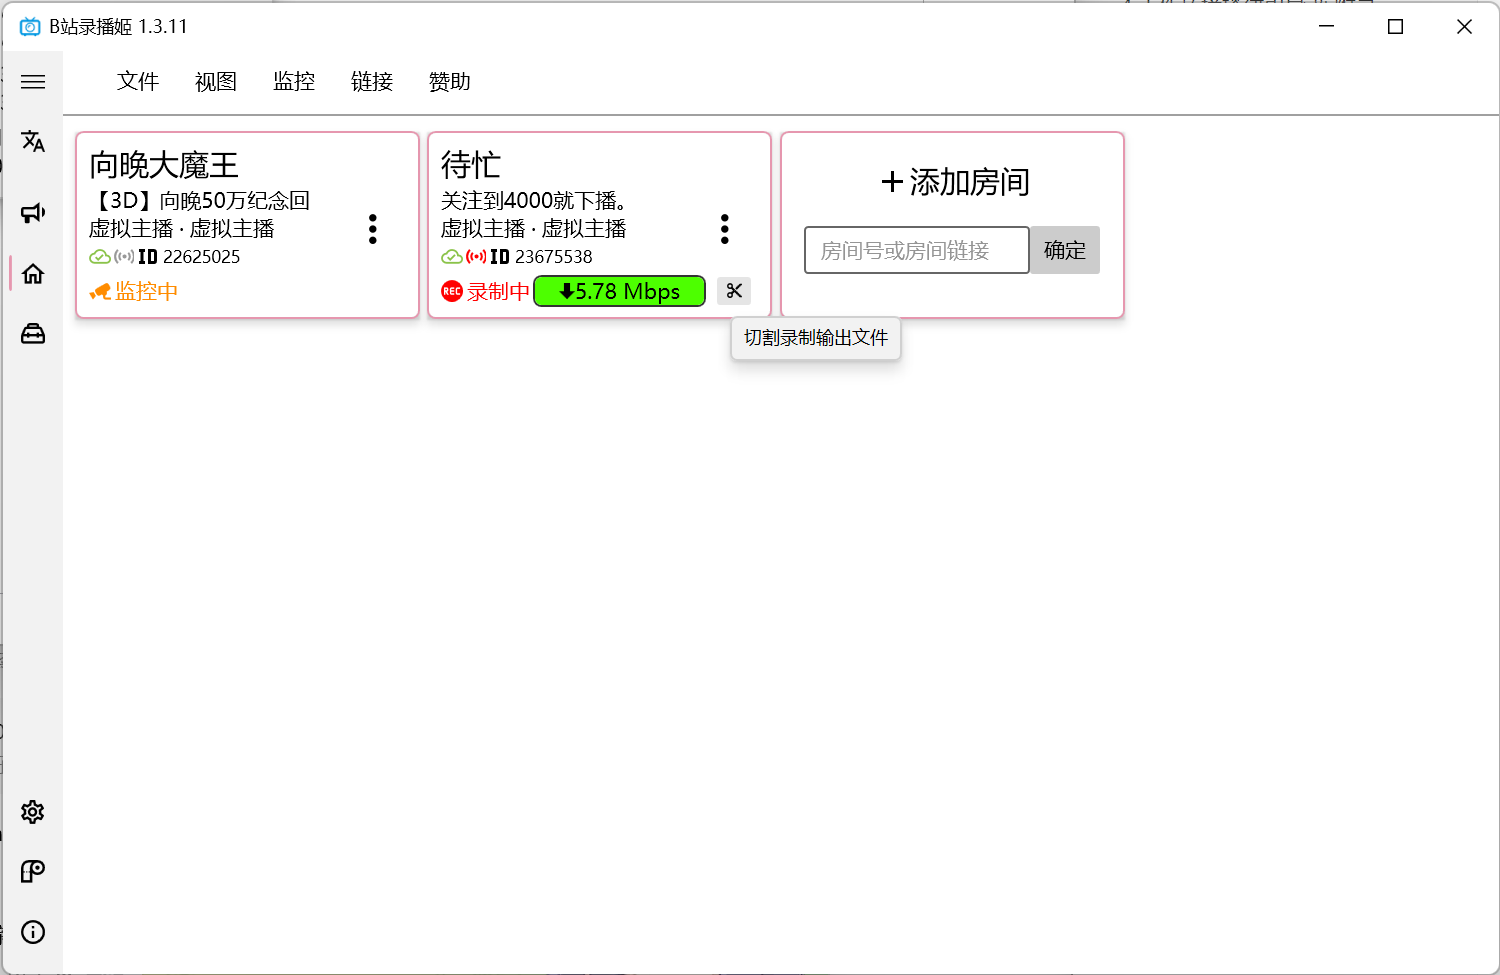 B站录播姬 1.3.11
文件 视图 监控 链接 赞助
向晚大魔王
【3D】向晚50万纪念回
虚拟主播 · 虚拟主播
ID 22625025
监控中
待忙
关注到4000就下播。
虚拟主播 · 虚拟主播
ID 23675538
REC 录制中 5.78 Mbps
切割录制输出文件
添加房间
房间号或房间链接 确定